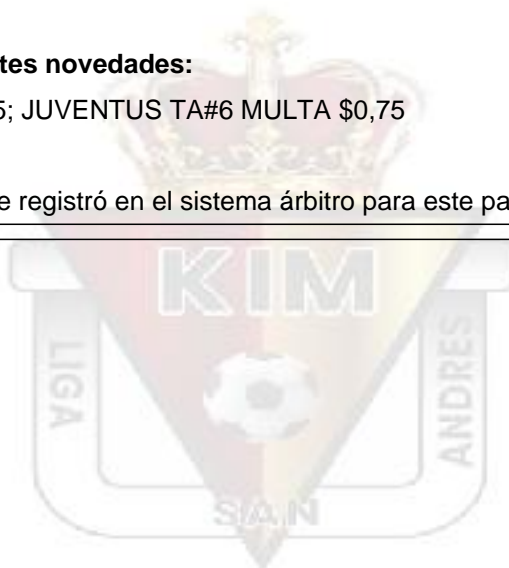 tes novedades:
5; JUVENTUS TA#6 MULTA $0,75
e registró en el sistema árbitro para este pa
KIM
LIGA
ANDRES
SAN